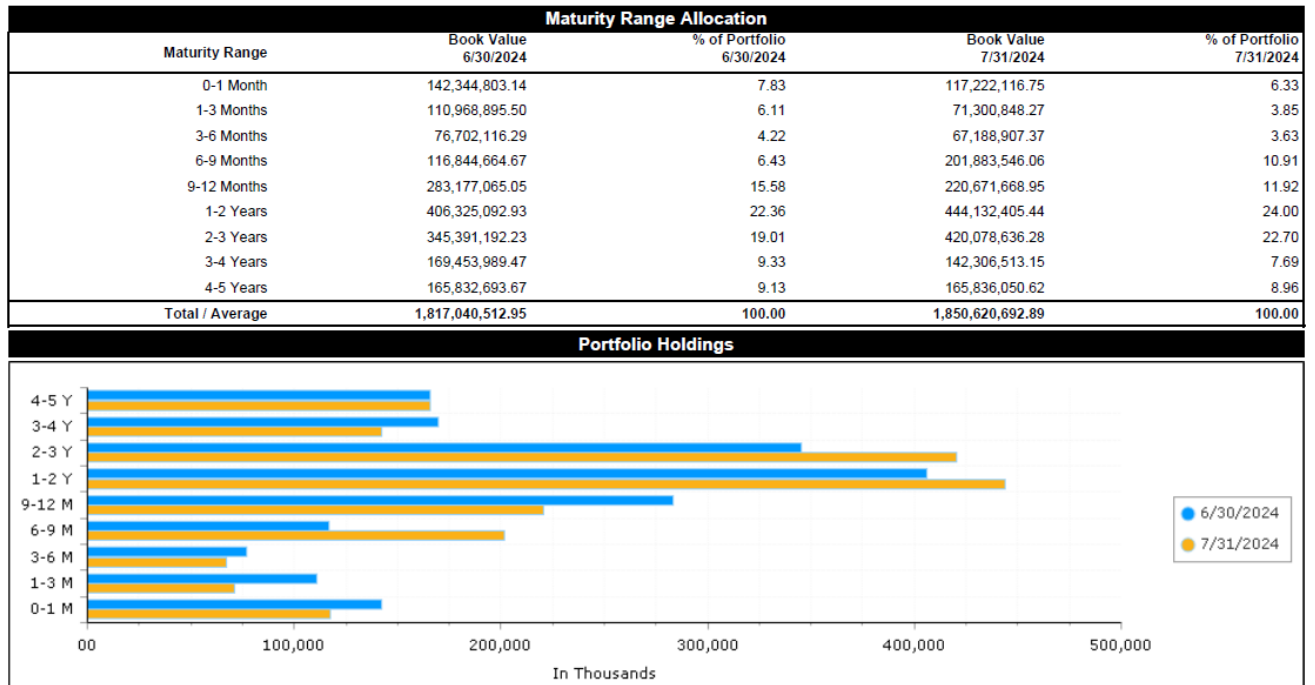 Maturity Range Allocation
Maturity Range Book Value 6/30/2024 % of Portfolio 6/30/2024 Book Value 7/31/2024 % of Portfolio 7/31/2024
0-1 Month 142,344,803.14 7.83 117,222,116.75 6.33
1-3 Months 110,968,895.50 6.11 71,300,848.27 3.85
3-6 Months 76,702,116.29 4.22 67,188,907.37 3.63
6-9 Months 116,844,664.67 6.43 201,883,546.06 10.91
9-12 Months 283,177,065.05 15.58 220,671,668.95 11.92
1-2 Years 406,325,092.93 22.36 444,132,405.44 24.00
2-3 Years 345,391,192.23 19.01 420,078,636.28 22.70
3-4 Years 169,453,989.47 9.33 142,306,513.15 7.69
4-5 Years 165,832,693.67 9.13 165,836,050.62 8.96
Total / Average 1,817,040,512.95 100.00 1,850,620,692.89 100.00
Portfolio Holdings
4-5 Y
3-4 Y
2-3 Y
1-2 Y
9-12 M
6-9 M
3-6 M
1-3 M
0-1 M
00 100,000 200,000 300,000 400,000 500,000
In Thousands
6/30/2024
7/31/2024